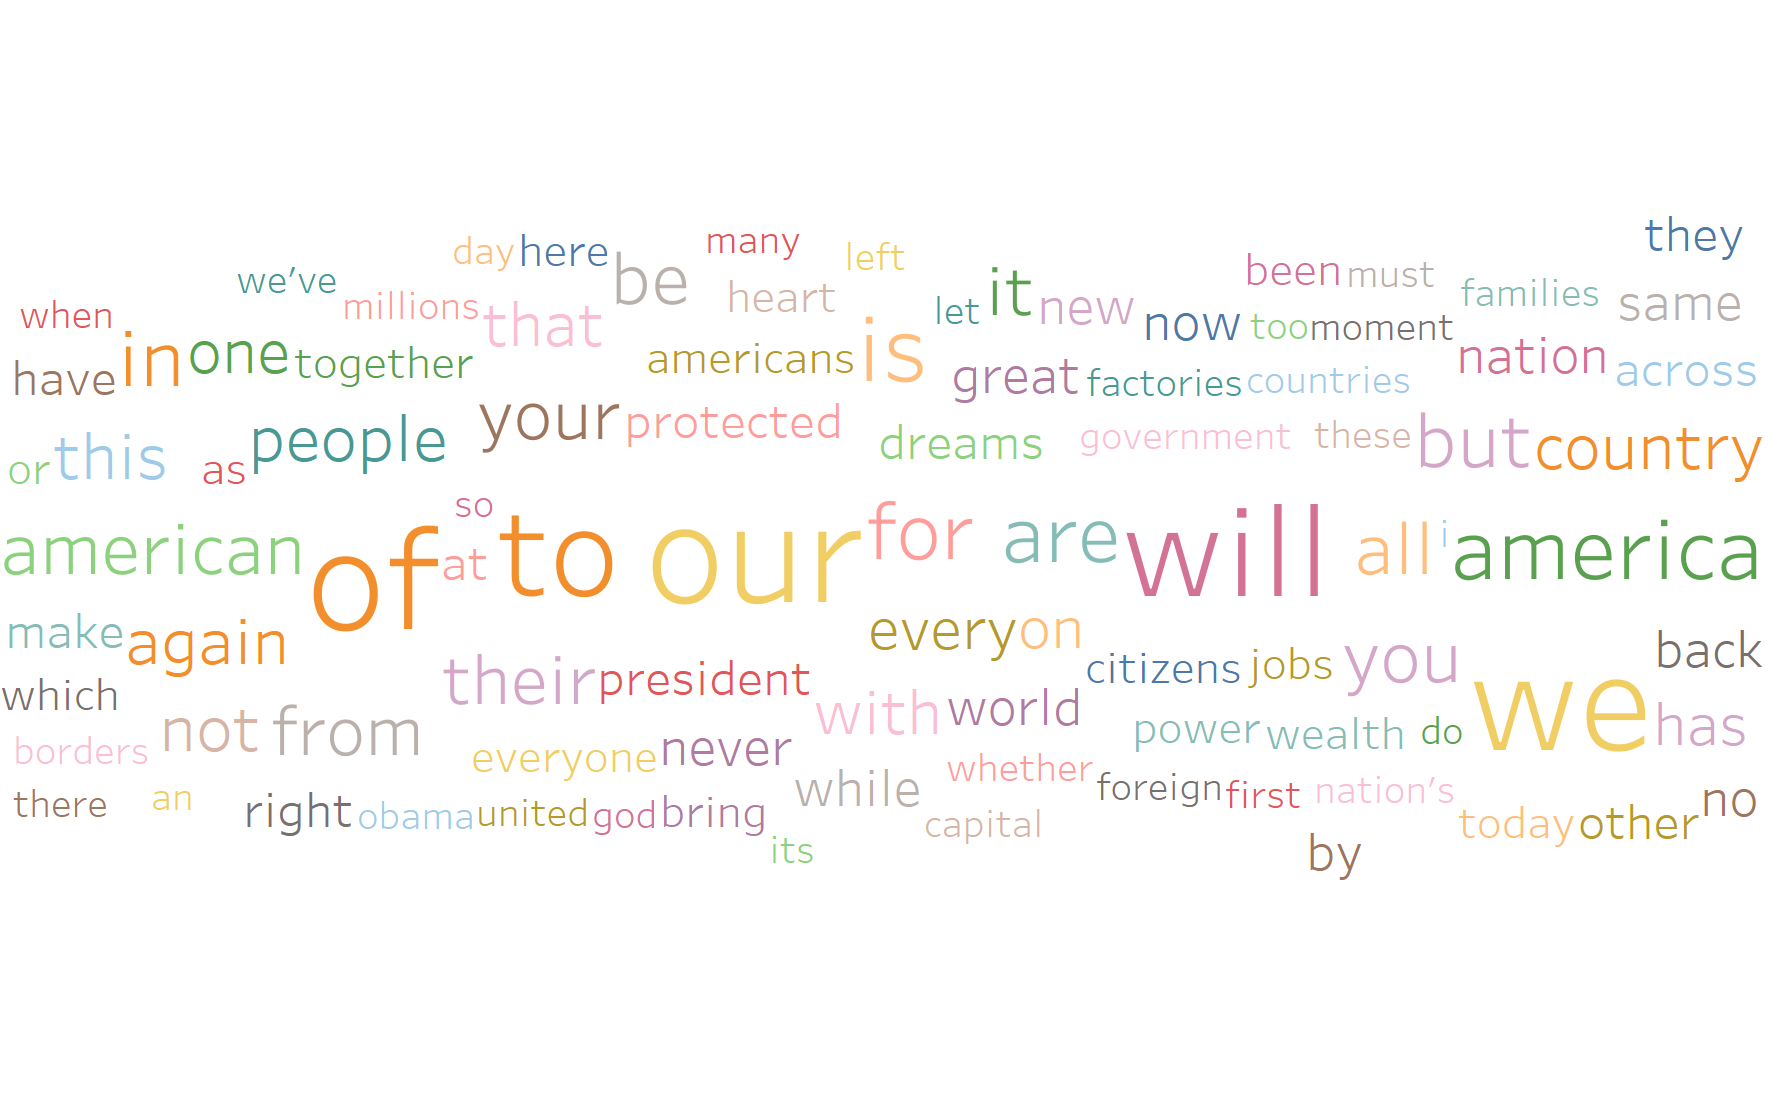 they
day here be many left
we've been must
when millions that heart let it new now too moment families same
have in one together americans is great factories countries nation across
your protected
or this as people dreams government these but country
so
american of at to our for are will all i america
make again every on
their president citizens jobs you back
which not from with world power wealth do we has
borders everyone never whether
there an right obama united god bring while capital foreign first nation's today other no
its by